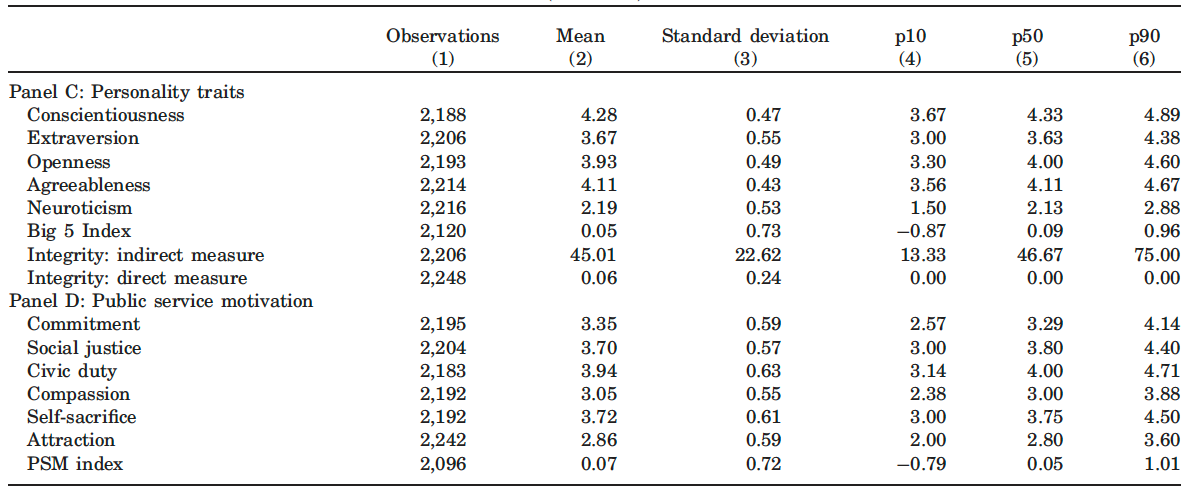 Observations Mean Standard deviation p10 p50 p90
(1) (2) (3) (4) (5) (6)
Panel C: Personality traits
Conscientiousness 2,188 4.28 0.47 3.67 4.33 4.89
Extraversion 2,206 3.67 0.55 3.00 3.63 4.38
Openness 2,193 3.93 0.49 3.30 4.00 4.60
Agreeableness 2,214 4.11 0.43 3.56 4.11 4.67
Neuroticism 2,216 2.19 0.53 1.50 2.13 2.88
Big 5 Index 2,120 0.05 0.73 −0.87 0.09 0.96
Integrity: indirect measure 2,206 45.01 22.62 13.33 46.67 75.00
Integrity: direct measure 2,248 0.06 0.24 0.00 0.00 0.00
Panel D: Public service motivation
Commitment 2,195 3.35 0.59 2.57 3.29 4.14
Social justice 2,204 3.70 0.57 3.00 3.80 4.40
Civic duty 2,183 3.94 0.63 3.14 4.00 4.71
Compassion 2,192 3.05 0.55 2.38 3.00 3.88
Self-sacrifice 2,192 3.72 0.61 3.00 3.75 4.50
Attraction 2,242 2.86 0.59 2.00 2.80 3.60
PSM index 2,096 0.07 0.72 −0.79 0.05 1.01